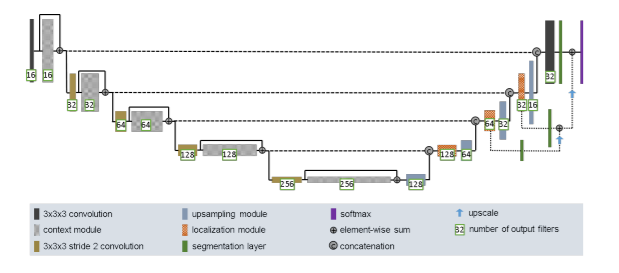 16 16 32 16
32 32 32 16
64 64 64 32
128 128 128 64
256 256 128
3x3x3 convolution upsampling module softmax upscale
context module localization module element-wise sum 32 number of output filters
3x3x3 stride 2 convolution segmentation layer C concatenation